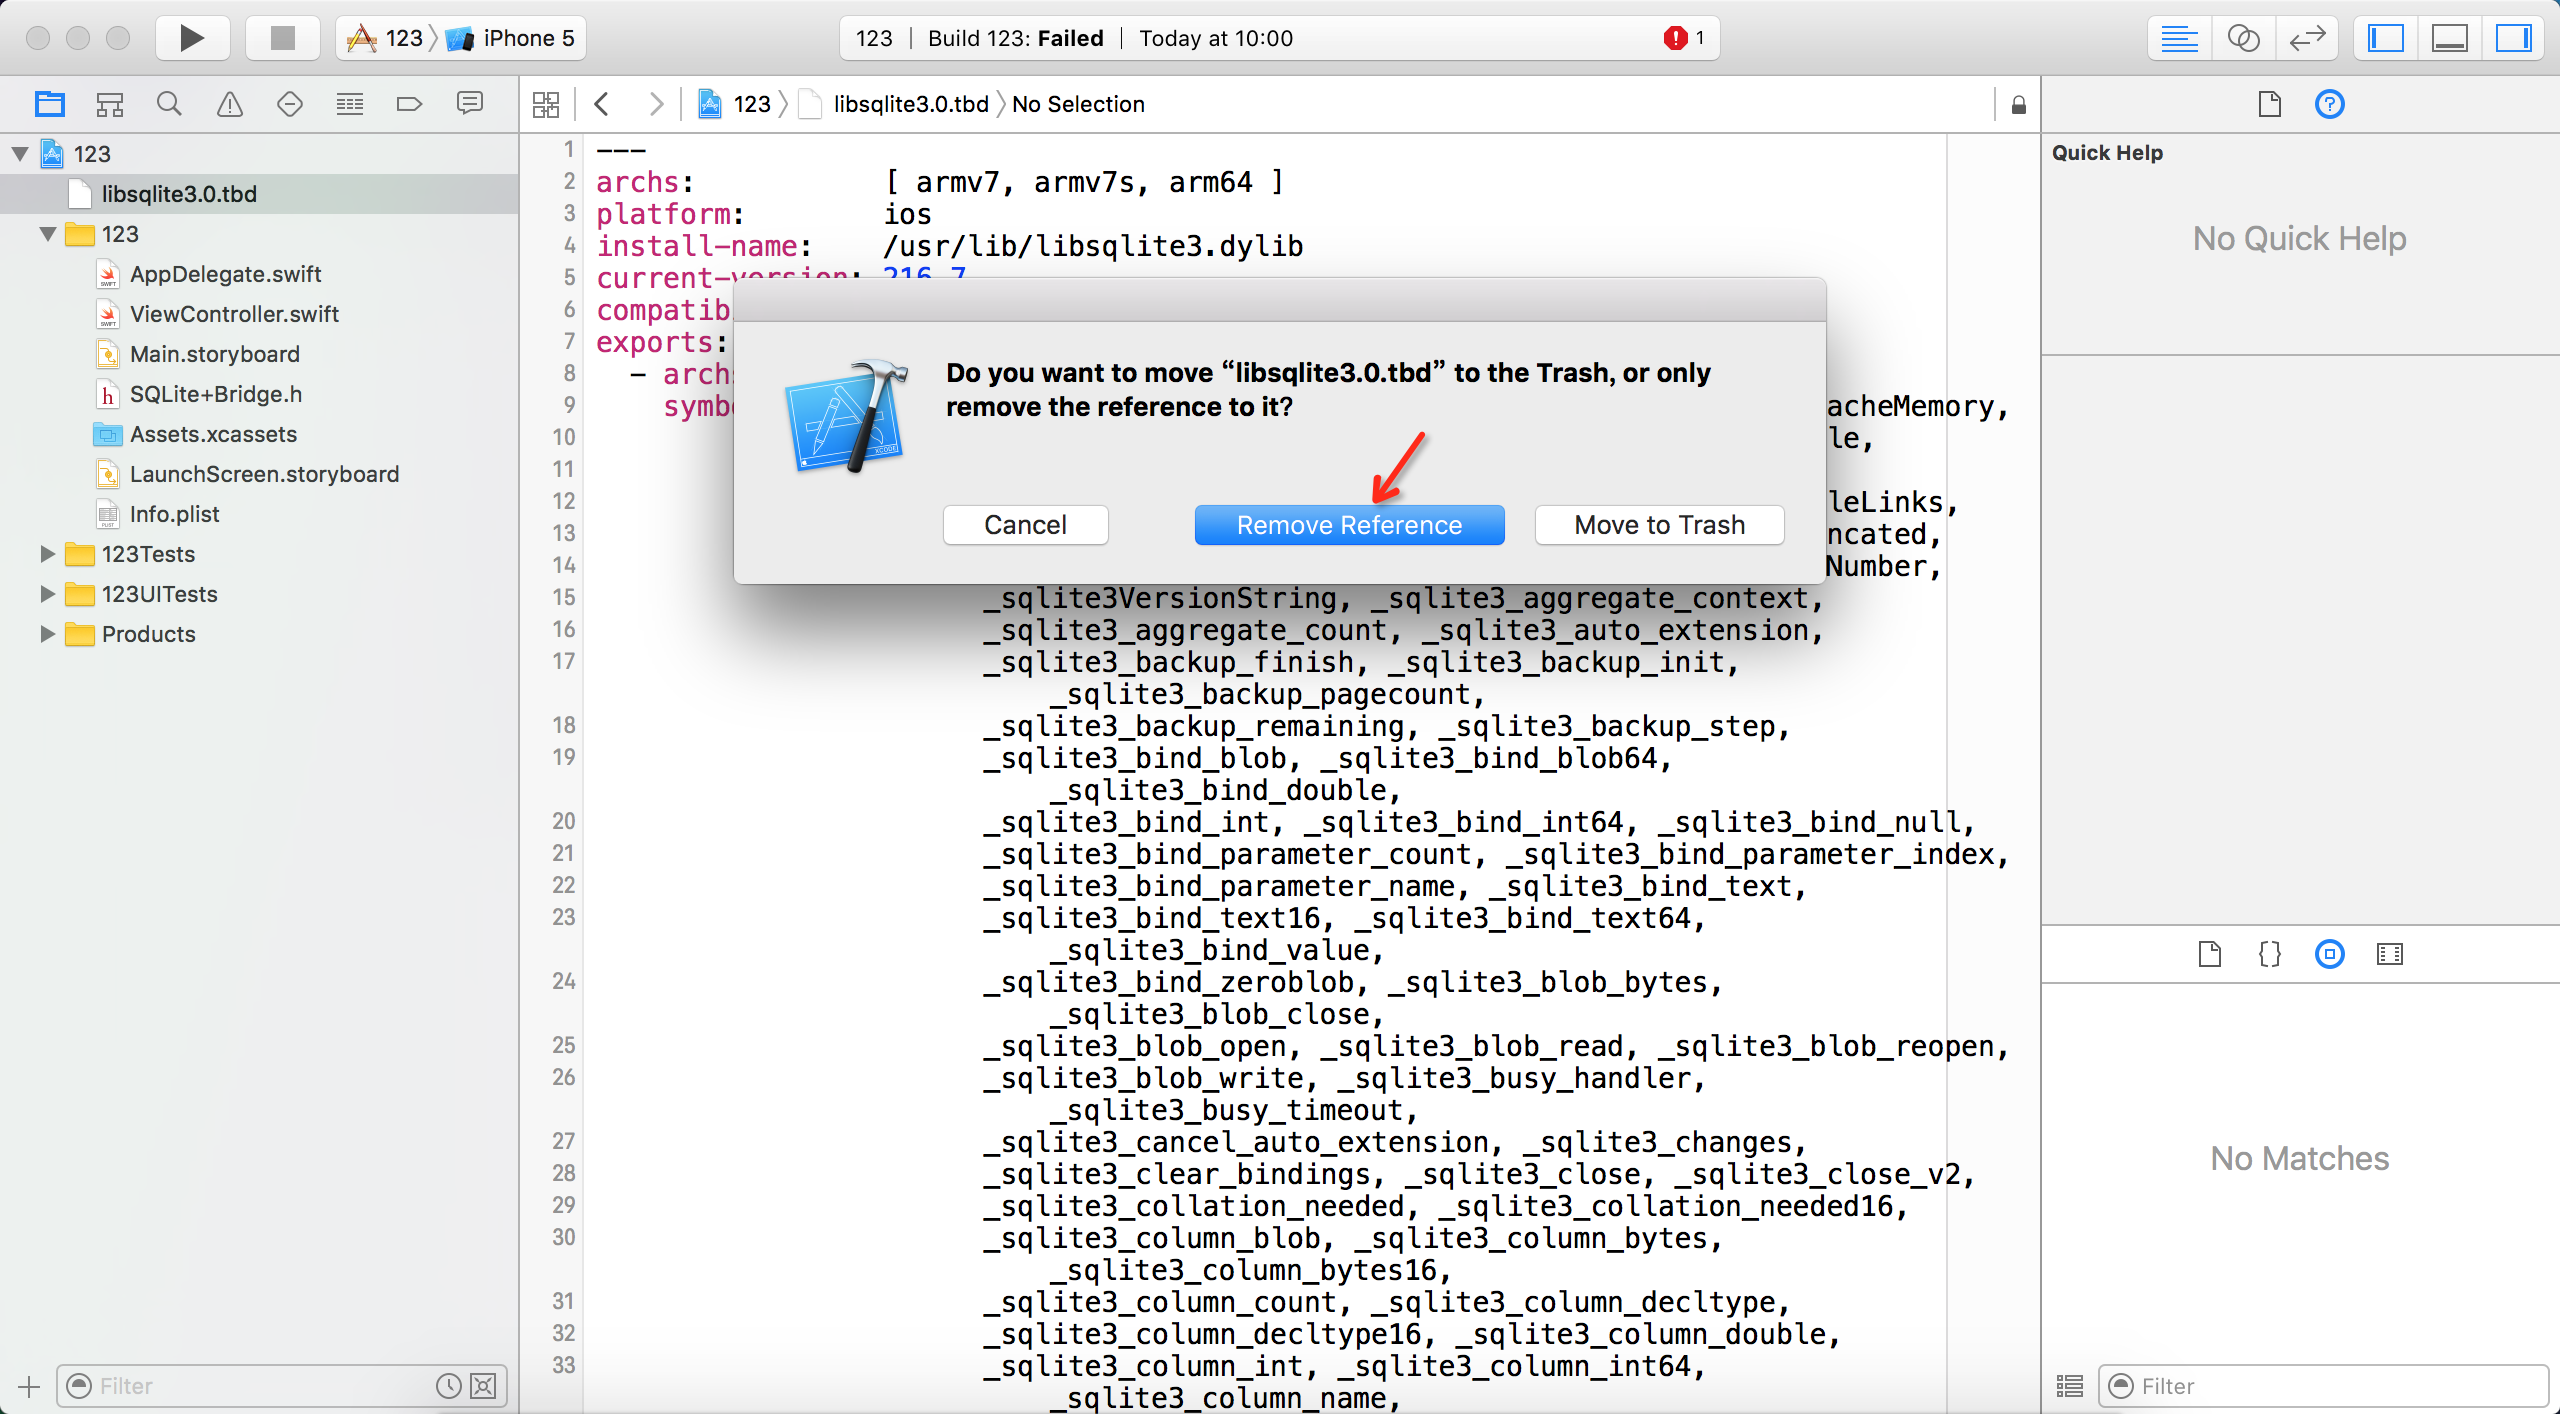 123 iPhone 5
123 | Build 123: Failed | Today at 10:00
1
123 libsqlite3.0.tbd No Selection
123
libsqlite3.0.tbd
123
AppDelegate.swift
ViewController.swift
Main.storyboard
SQLite+Bridge.h
Assets.xcassets
LaunchScreen.storyboard
Info.plist
123Tests
123UITests
Products
Filter
1 ---
2 archs: [ armv7, armv7s, arm64 ]
3 platform: ios
4 install-name: /usr/lib/libsqlite3.dylib
5 current-version: 216.7
6 compatib
7 exports:
8 - archs
9 symbo acheMemory,
10 le,
11
12 leLinks,
13 ncated,
14 Number,
Do you want to move “libsqlite3.0.tbd” to the Trash, or only
remove the reference to it?
Cancel
Remove Reference
Move to Trash
XCODE
15 _sqlite3VersionString, _sqlite3_aggregate_context,
16 _sqlite3_aggregate_count, _sqlite3_auto_extension,
17 _sqlite3_backup_finish, _sqlite3_backup_init,
_sqlite3_backup_pagecount,
18 _sqlite3_backup_remaining, _sqlite3_backup_step,
19 _sqlite3_bind_blob, _sqlite3_bind_blob64,
_sqlite3_bind_double,
20 _sqlite3_bind_int, _sqlite3_bind_int64, _sqlite3_bind_null,
21 _sqlite3_bind_parameter_count, _sqlite3_bind_parameter_index,
22 _sqlite3_bind_parameter_name, _sqlite3_bind_text,
23 _sqlite3_bind_text16, _sqlite3_bind_text64,
_sqlite3_bind_value,
24 _sqlite3_bind_zeroblob, _sqlite3_blob_bytes,
_sqlite3_blob_close,
25 _sqlite3_blob_open, _sqlite3_blob_read, _sqlite3_blob_reopen,
26 _sqlite3_blob_write, _sqlite3_busy_handler,
_sqlite3_busy_timeout,
27 _sqlite3_cancel_auto_extension, _sqlite3_changes,
28 _sqlite3_clear_bindings, _sqlite3_close, _sqlite3_close_v2,
29 _sqlite3_collation_needed, _sqlite3_collation_needed16,
30 _sqlite3_column_blob, _sqlite3_column_bytes,
_sqlite3_column_bytes16,
31 _sqlite3_column_count, _sqlite3_column_decltype,
32 _sqlite3_column_decltype16, _sqlite3_column_double,
33 _sqlite3_column_int, _sqlite3_column_int64,
_sqlite3_column_name,
Quick Help
No Quick Help
No Matches
Filter